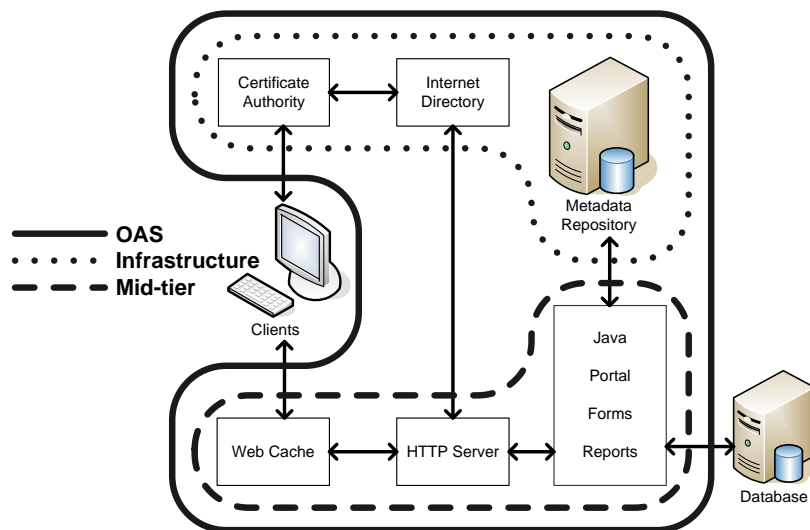 Certificate
Authority
Internet
Directory
Metadata
Repository
OAS
Infrastructure
Mid-tier
Clients
Java
Portal
Forms
Reports
Web Cache
HTTP Server
Database